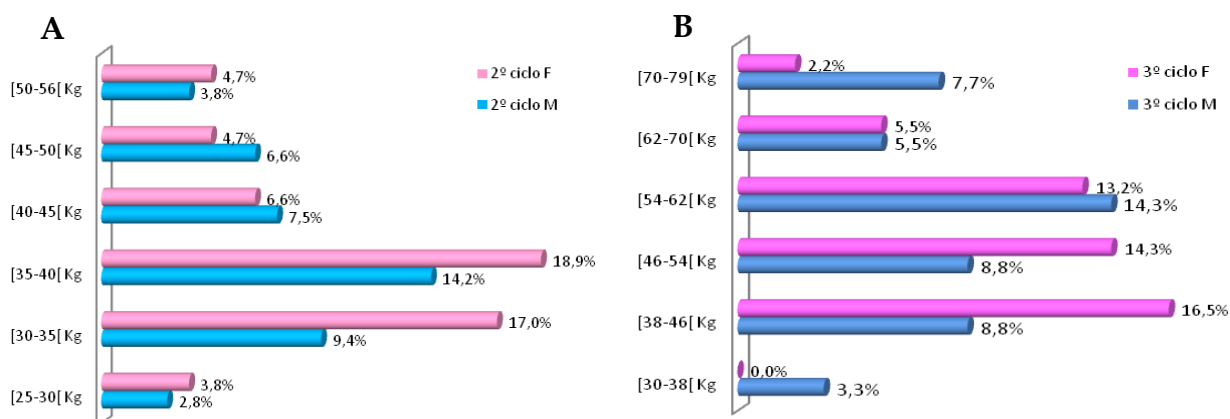 A
[50-56[ Kg
4,7%
3,8%
[45-50[ Kg
4,7%
6,6%
[40-45[ Kg
6,6%
7,5%
[35-40[ Kg
18,9%
14,2%
[30-35[ Kg
17,0%
9,4%
[25-30[ Kg
3,8%
2,8%
2º ciclo F
2º ciclo M
B
[70-79[ Kg
2,2%
7,7%
[62-70[ Kg
5,5%
5,5%
[54-62[ Kg
13,2%
14,3%
[46-54[ Kg
14,3%
8,8%
[38-46[ Kg
16,5%
8,8%
[30-38[ Kg
0,0%
3,3%
3º ciclo F
3º ciclo M